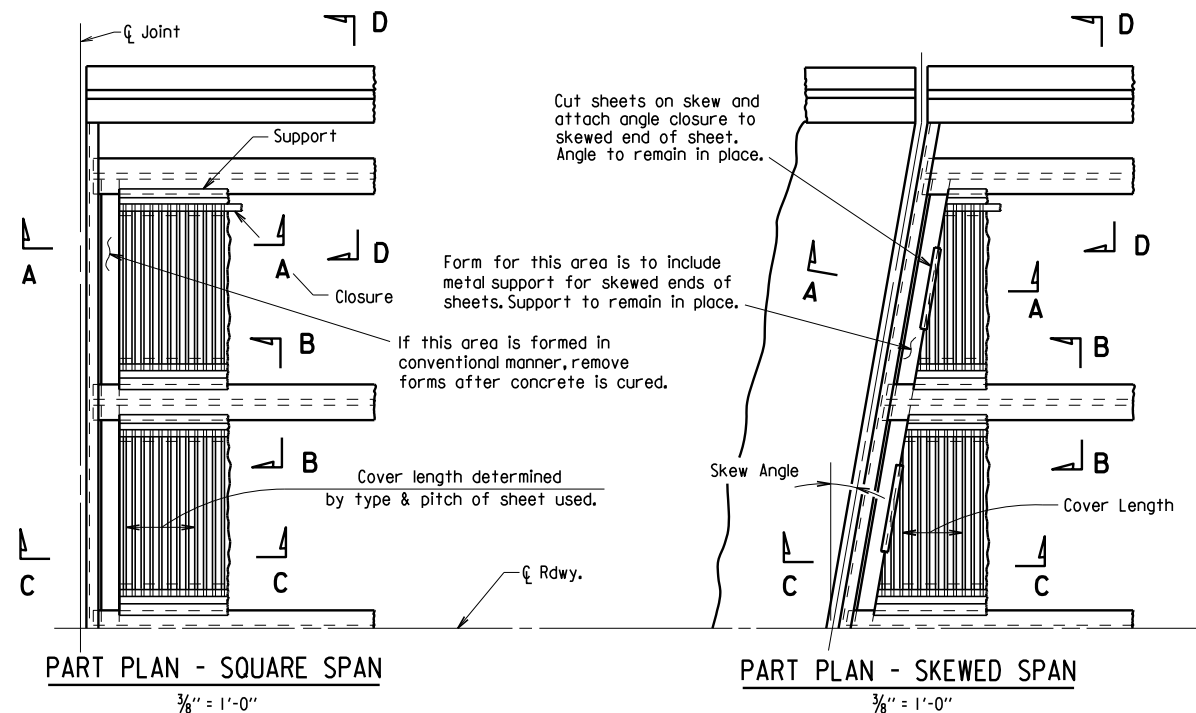 D
℄ Joint
Support
A
A
D
Closure
B
If this area is formed in
conventional manner, remove
forms after concrete is cured.
B
Cover length determined
by type & pitch of sheet used.
C
C
℄ Rdwy.
PART PLAN - SQUARE SPAN
3/8" = 1'-0"
D
Cut sheets on skew and
attach angle closure to
skewed end of sheet.
Angle to remain in place.
D
Form for this area is to include
metal support for skewed ends of
sheets. Support to remain in place.
A
A
B
B
Skew Angle
Cover Length
C
C
PART PLAN - SKEWED SPAN
3/8" = 1'-0"